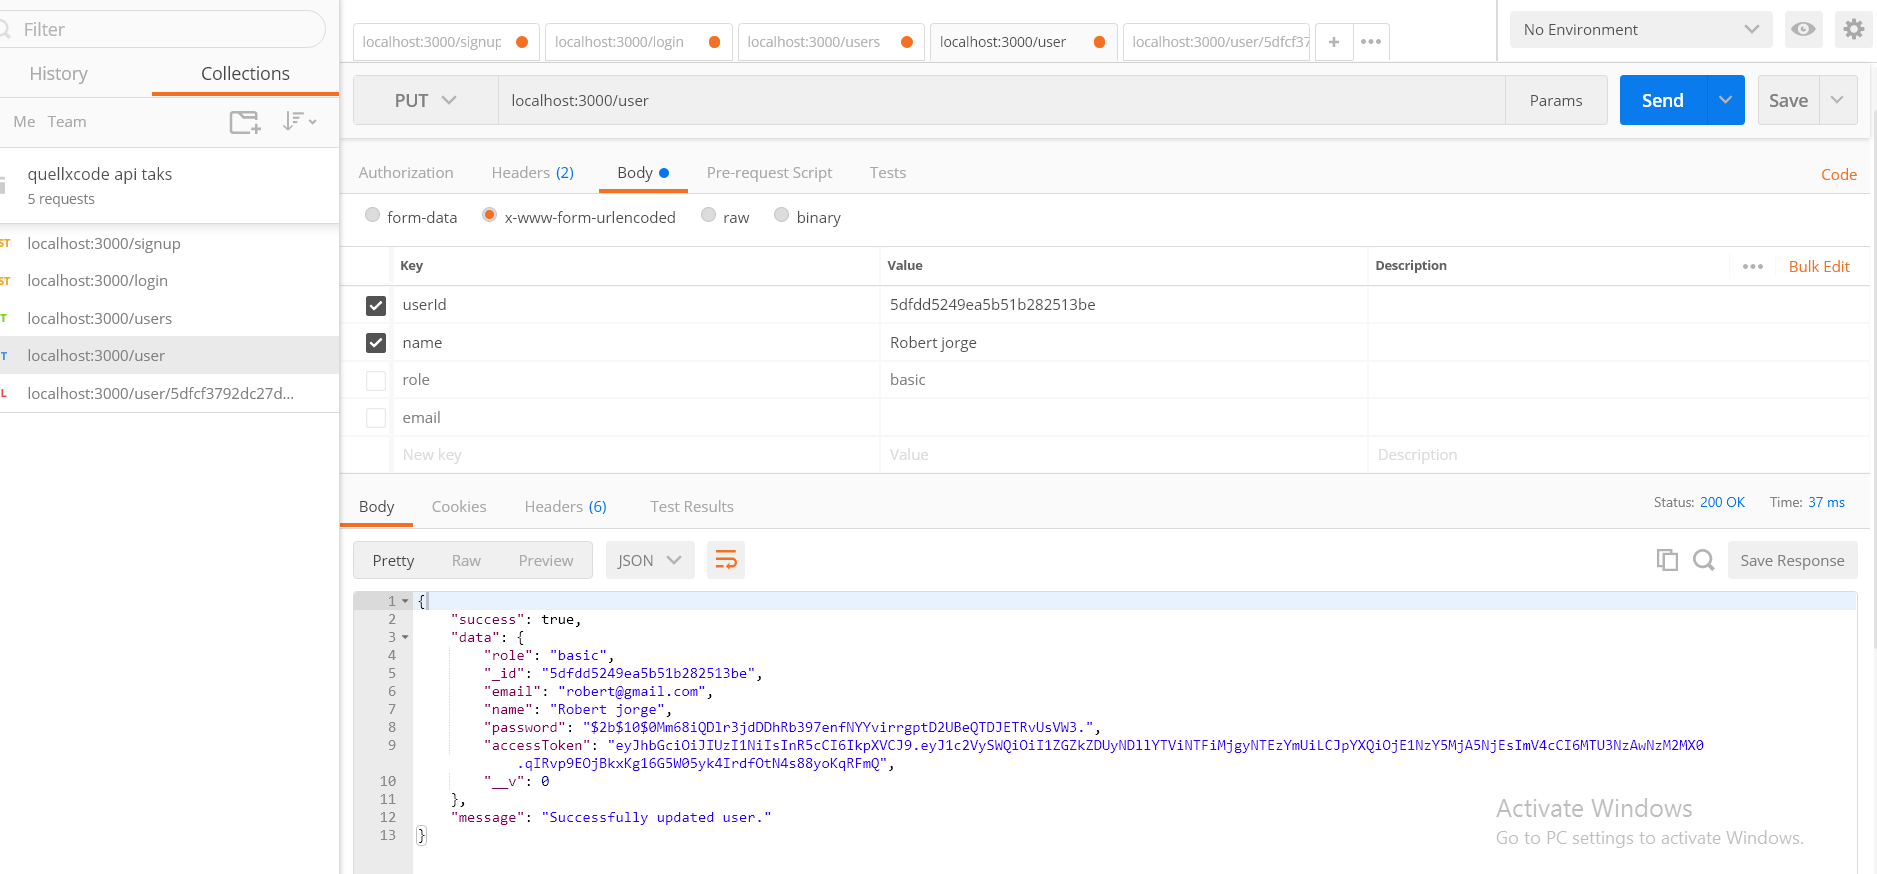 Filter
History Collections
Me Team
quellxcode api taks
5 requests
ST localhost:3000/signup
ST localhost:3000/login
T localhost:3000/users
T localhost:3000/user
L localhost:3000/user/5dfcf3792dc27d...
localhost:3000/signup localhost:3000/login localhost:3000/users localhost:3000/user localhost:3000/user/5dfcf37 + •••
No Environment
PUT localhost:3000/user Params Send Save
Authorization Headers (2) Body Pre-request Script Tests Code
form-data x-www-form-urlencoded raw binary
Key Value Description ••• Bulk Edit
userId 5dfdd5249ea5b51b282513be
name Robert jorge
role basic
email
New key Value Description
Body Cookies Headers (6) Test Results Status: 200 OK Time: 37 ms
Pretty Raw Preview JSON Save Response
1 {
2 "success": true,
3 "data": {
4 "role": "basic",
5 "_id": "5dfdd5249ea5b51b282513be",
6 "email": "robert@gmail.com",
7 "name": "Robert jorge",
8 "password": "$2b$10$0Mm68iQDlr3jdDDhRb397enfNYYvirrgptD2UBeQTDJETRvUsVW3.",
9 "accessToken": "eyJhbGciOiJIUzI1NiIsInR5cCI6IkpXVCJ9.eyJ1c2VySWQiOiI1ZGZkZDUyNDllYTViNTFiMjgyNTEzYmUiLCJpYXQiOjE1NzY5MjA5NjEsImV4cCI6MTU3NzAwNzM2MX0
.qIRvp9EOjBkxKg16G5W05yk4IrdfOtN4s88yoKqRFmQ",
10 "__v": 0
11 },
12 "message": "Successfully updated user."
13 }
Activate Windows
Go to PC settings to activate Windows.